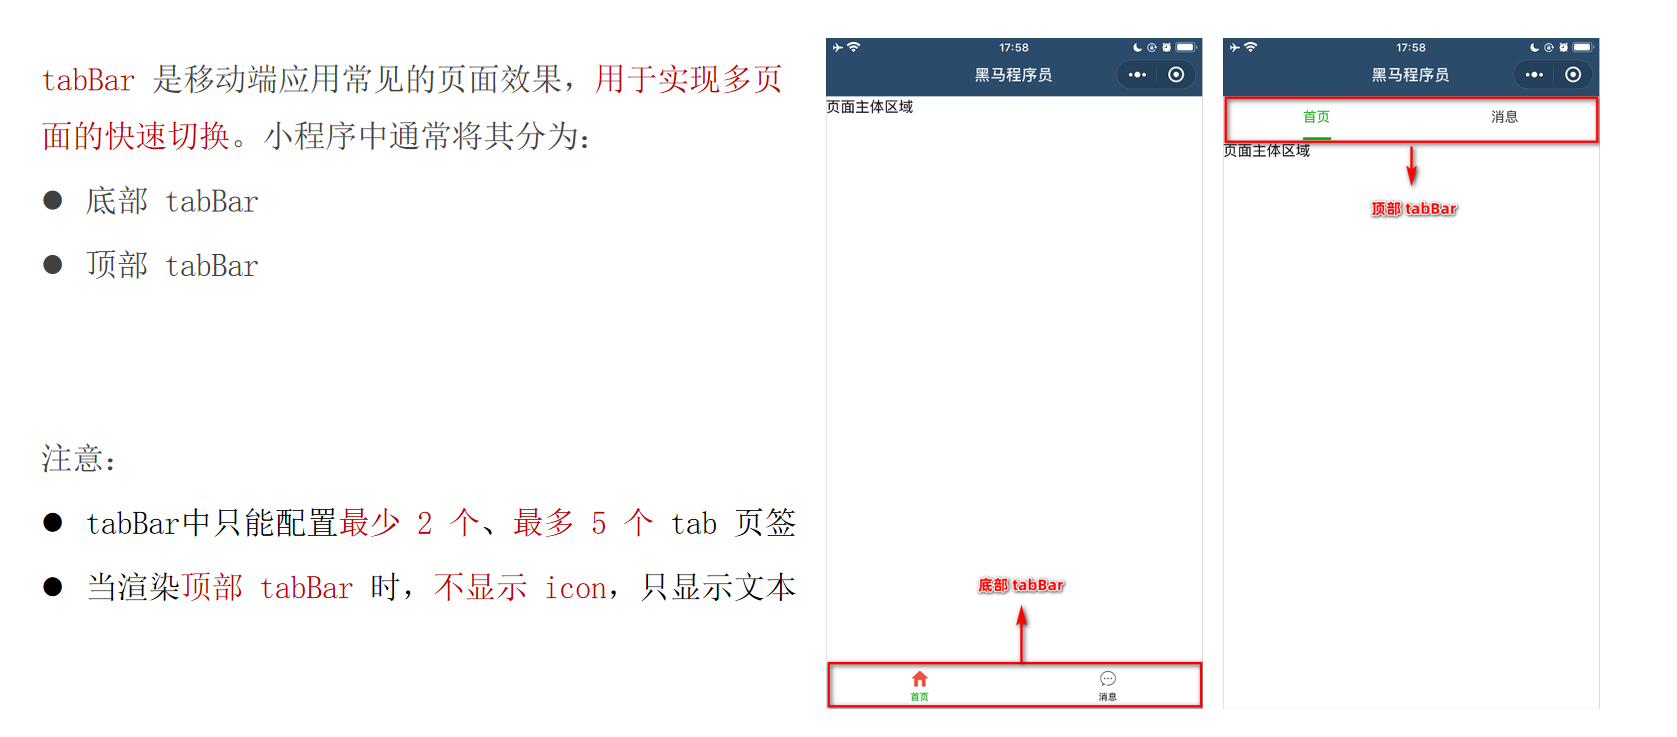 tabBar 是移动端应用常见的页面效果，用于实现多页
面的快速切换。小程序中通常将其分为：
● 底部 tabBar
● 顶部 tabBar
注意：
● tabBar中只能配置最少 2 个、最多 5 个 tab 页签
● 当渲染顶部 tabBar 时，不显示 icon，只显示文本
17:58
黑马程序员
页面主体区域
底部 tabBar
首页
消息
17:58
黑马程序员
首页
消息
页面主体区域
顶部 tabBar